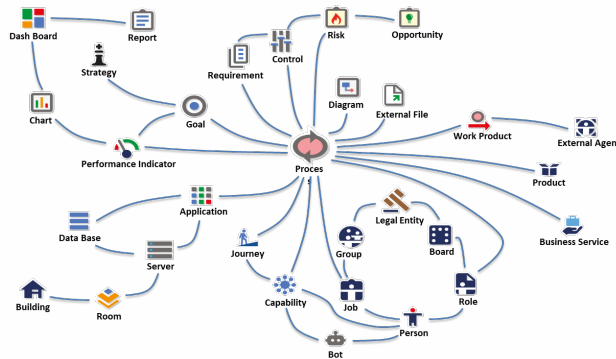 Dash Board
Report
Risk
Opportunity
Strategy
Requirement
Control
Chart
Goal
Diagram
External File
Performance Indicator
Work Product
External Agen
Proces
s
Product
Application
Data Base
Server
Journey
Group
Legal Entity
Board
Business Service
Building
Room
Capability
Job
Role
Bot
Person